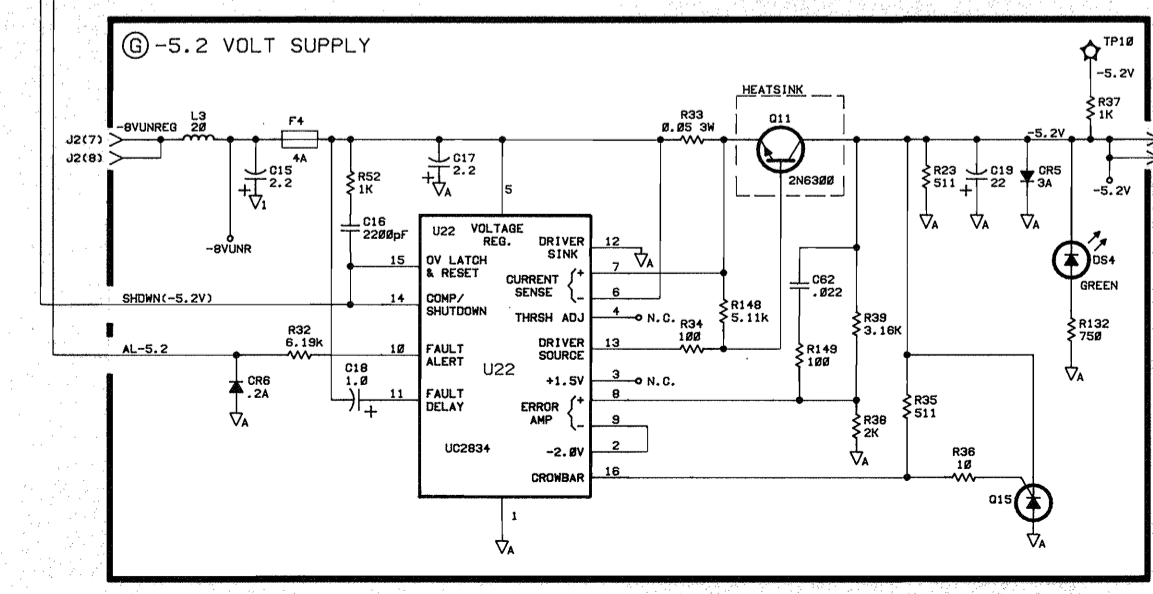 G -5.2 VOLT SUPPLY
TP10
-5.2V
R37
1K
HEATSINK
Q11
2N6300
R33
0.05 3W
J2(7)
J2(8)
-8VUNREG
L3
20
F4
4A
C15
2.2
1
-8VUNR
R52
1K
C16
2200pF
C17
2.2
A
5
-5.2V
R23
511
A
C19
22
A
CR5
3A
A
-5.2V
DS4
GREEN
R132
750
A
U22 VOLTAGE
REG.
DRIVER
SINK
12
A
15
OV LATCH
& RESET
CURRENT
SENSE
+
-
7
6
SHDWN(-5.2V)
14
COMP/
SHUTDOWN
THRSH ADJ
4
N.C.
R148
5.11k
C62
.022
R39
3.16K
R34
100
R149
100
AL-5.2
R32
6.19k
10
FAULT
ALERT
DRIVER
SOURCE
13
U22
CR6
.2A
A
C18
1.0
+
11
FAULT
DELAY
+1.5V
3
N.C.
ERROR
AMP
+
-
8
9
R38
2K
A
R35
511
UC2834
-2.0V
2
CROWBAR
16
R36
10
Q15
A
1
A